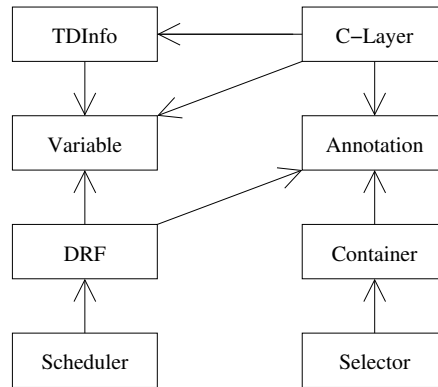 TDInfo
C−Layer
Variable
Annotation
DRF
Container
Scheduler
Selector